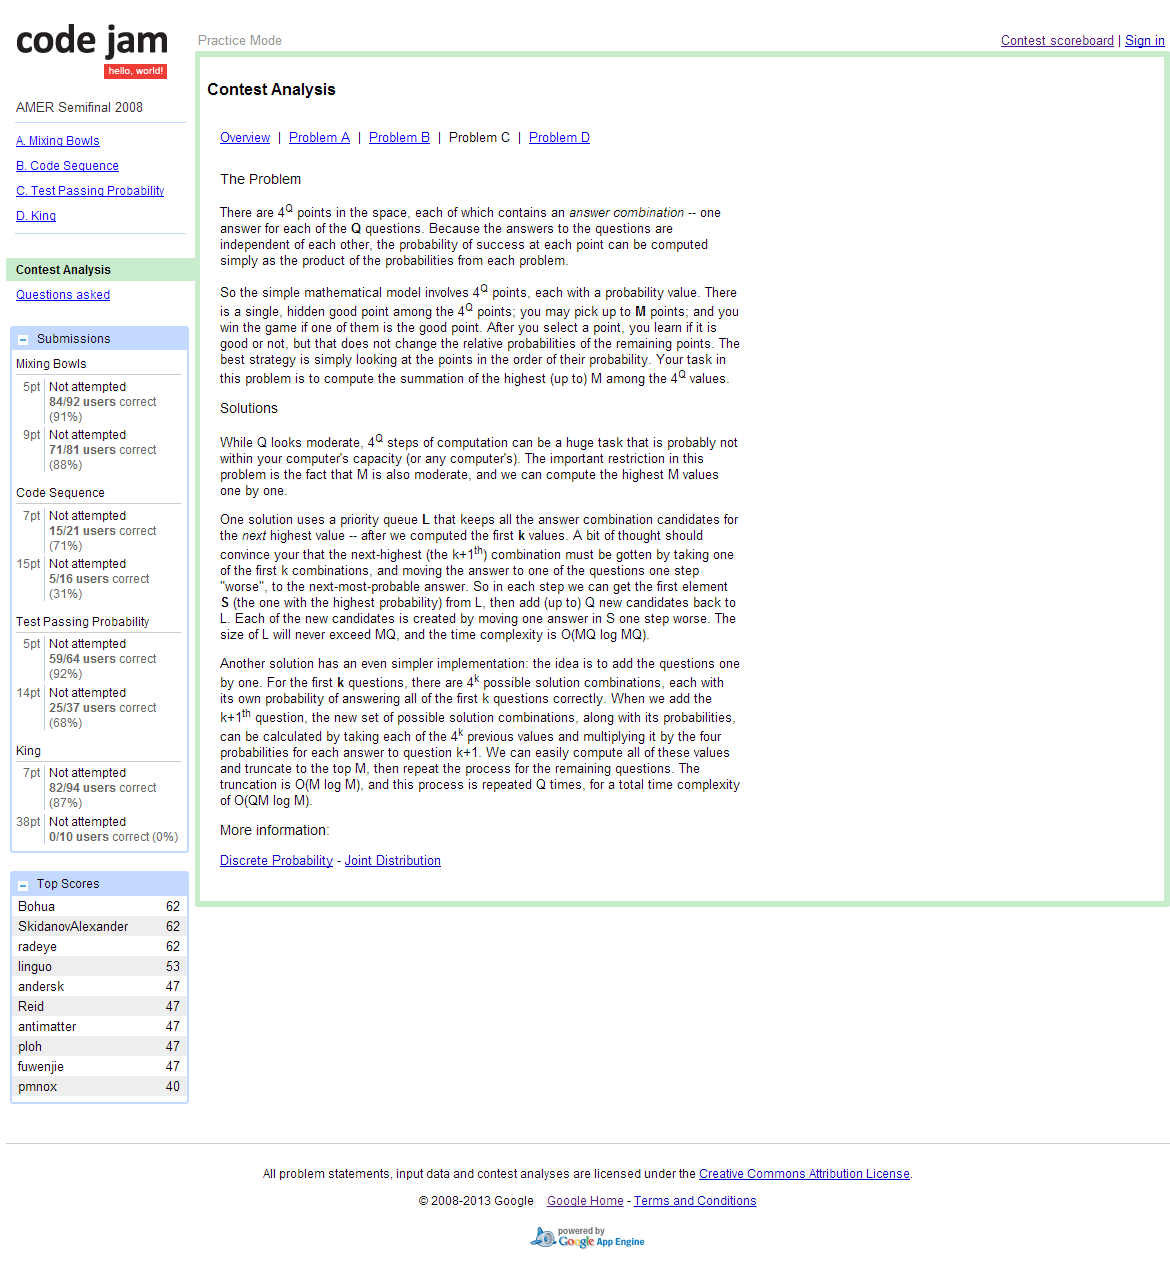 code jam
hello, world!
Practice Mode
Contest scoreboard | Sign in
AMER Semifinal 2008
A. Mixing Bowls
B. Code Sequence
C. Test Passing Probability
D. King
Contest Analysis
Questions asked
Submissions
Mixing Bowls
5pt Not attempted
84/92 users correct
(91%)
9pt Not attempted
71/81 users correct
(88%)
Code Sequence
7pt Not attempted
15/21 users correct
(71%)
15pt Not attempted
5/16 users correct
(31%)
Test Passing Probability
5pt Not attempted
59/64 users correct
(92%)
14pt Not attempted
25/37 users correct
(68%)
King
7pt Not attempted
82/94 users correct
(87%)
38pt Not attempted
0/10 users correct (0%)
Top Scores
Bohua 62
SkidanovAlexander 62
radeye 62
linguo 53
andersk 47
Reid 47
antimatter 47
ploh 47
fuwenjie 47
pmnox 40
Contest Analysis
Overview | Problem A | Problem B | Problem C | Problem D
The Problem
There are 4^Q points in the space, each of which contains an answer combination -- one
answer for each of the Q questions. Because the answers to the questions are
independent of each other, the probability of success at each point can be computed
simply as the product of the probabilities from each problem.
So the simple mathematical model involves 4^Q points, each with a probability value. There
is a single, hidden good point among the 4^Q points; you may pick up to M points; and you
win the game if one of them is the good point. After you select a point, you learn if it is
good or not, but that does not change the relative probabilities of the remaining points. The
best strategy is simply looking at the points in the order of their probability. Your task in
this problem is to compute the summation of the highest (up to) M among the 4^Q values.
Solutions
While Q looks moderate, 4^Q steps of computation can be a huge task that is probably not
within your computer's capacity (or any computer's). The important restriction in this
problem is the fact that M is also moderate, and we can compute the highest M values
one by one.
One solution uses a priority queue L that keeps all the answer combination candidates for
the next highest value -- after we computed the first k values. A bit of thought should
convince your that the next-highest (the k+1^th) combination must be gotten by taking one
of the first k combinations, and moving the answer to one of the questions one step
"worse", to the next-most-probable answer. So in each step we can get the first element
S (the one with the highest probability) from L, then add (up to) Q new candidates back to
L. Each of the new candidates is created by moving one answer in S one step worse. The
size of L will never exceed MQ, and the time complexity is O(MQ log MQ).
Another solution has an even simpler implementation: the idea is to add the questions one
by one. For the first k questions, there are 4^k possible solution combinations, each with
its own probability of answering all of the first k questions correctly. When we add the
k+1^th question, the new set of possible solution combinations, along with its probabilities,
can be calculated by taking each of the 4^k previous values and multiplying it by the four
probabilities for each answer to question k+1. We can easily compute all of these values
and truncate to the top M, then repeat the process for the remaining questions. The
truncation is O(M log M), and this process is repeated Q times, for a total time complexity
of O(QM log M).
More information:
Discrete Probability - Joint Distribution
All problem statements, input data and contest analyses are licensed under the Creative Commons Attribution License.
© 2008-2013 Google Google Home - Terms and Conditions
powered by
Google App Engine